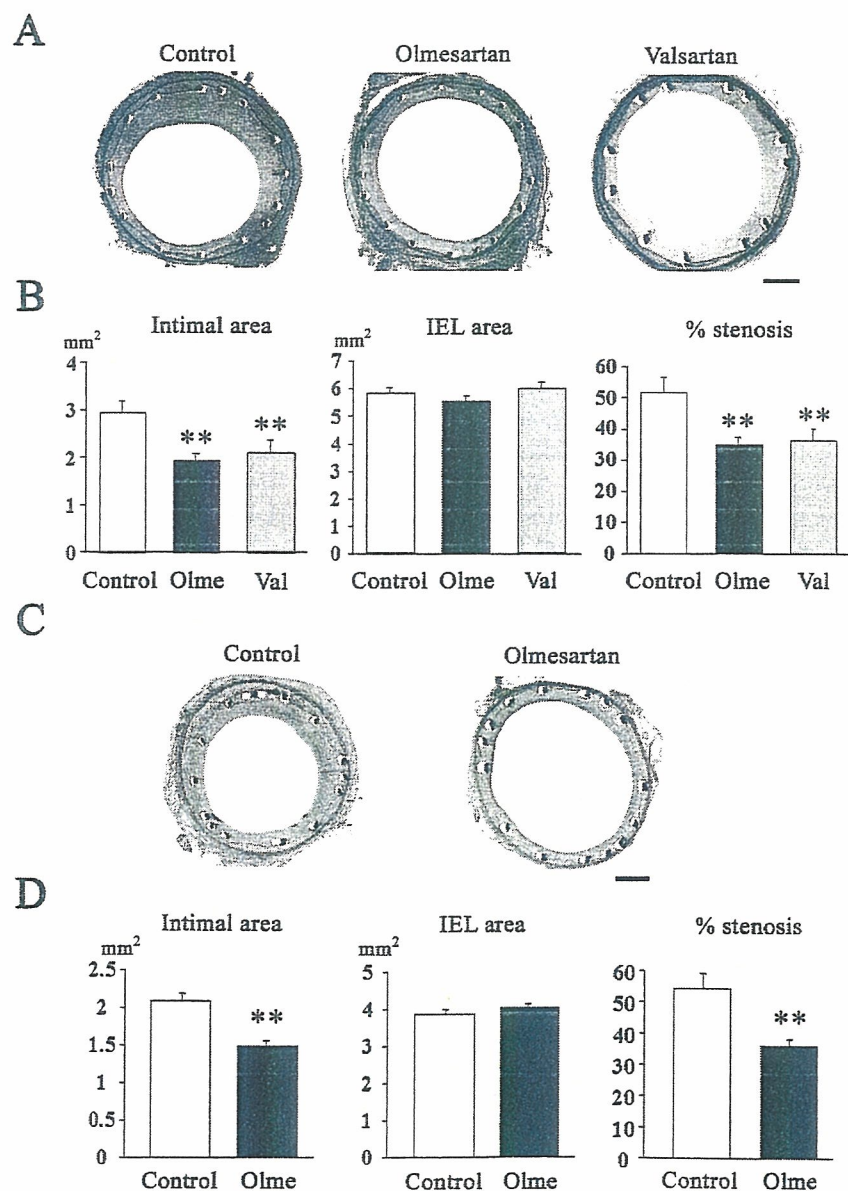 A
Control Olmesartan Valsartan
B
Intimal area
mm²
4
3
2
1
0
** **
Control Olme Val
IEL area
mm²
7
6
5
4
3
2
1
0
Control Olme Val
% stenosis
60
50
40
30
20
10
0
** **
Control Olme Val
C
Control Olmesartan
D
Intimal area
mm²
2.5
2
1.5
1
0.5
0
**
Control Olme
IEL area
mm²
5
4
3
2
1
0
Control Olme
% stenosis
60
50
40
30
20
10
0
**
Control Olme